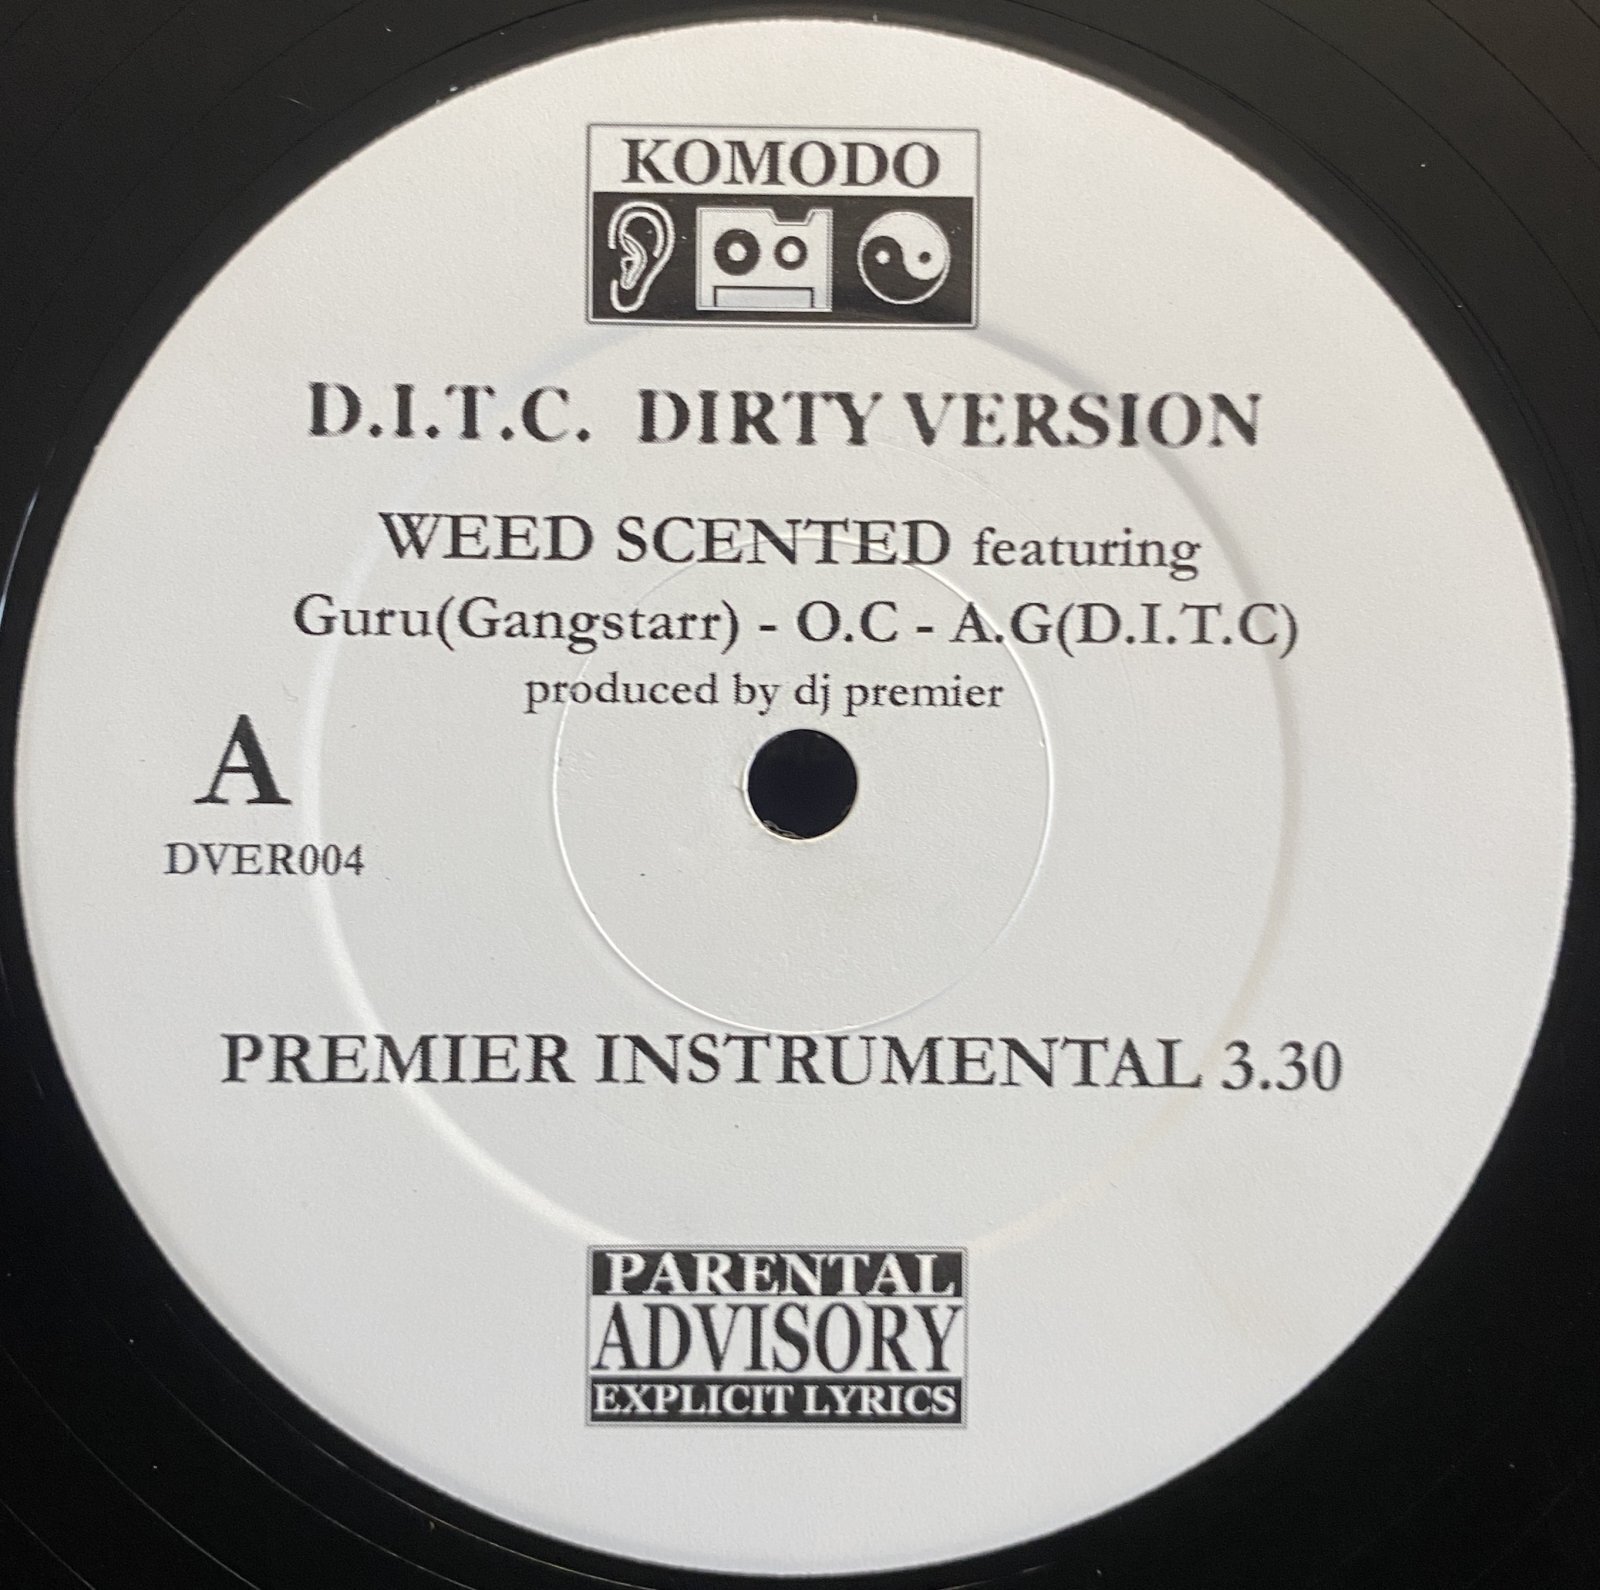 KOMODO
D.I.T.C. DIRTY VERSION
WEED SCENTED featuring
Guru(Gangstarr) - O.C - A.G(D.I.T.C)
produced by dj premier
A
DVER004
PREMIER INSTRUMENTAL 3.30
PARENTAL
ADVISORY
EXPLICIT LYRICS